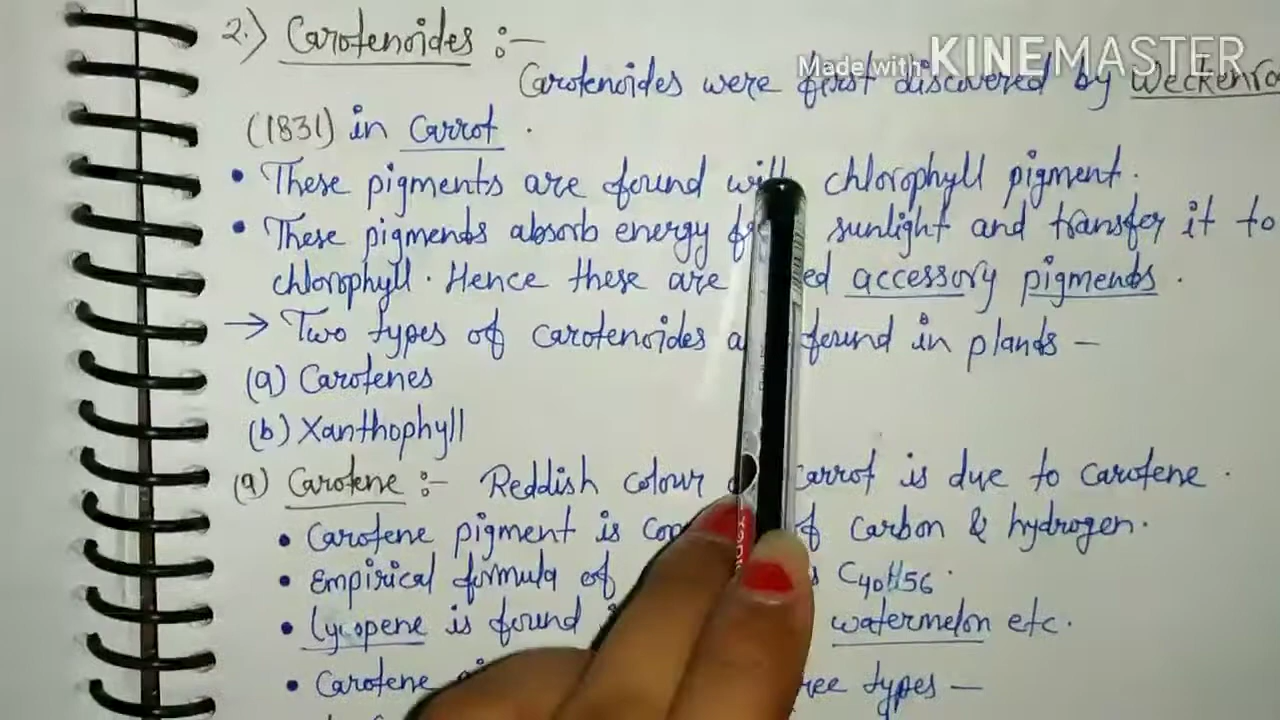 2.) Carotenoides :-
Made with KINEMASTER
Carotenoides were first discovered by
(1831) in Carrot .
• These pigments are found with chlorophyll pigment.
• These pigments absorb energy sunlight and transfer it to
chlorophyll. Hence these are accessory pigments .
→ Two types of carotenoides found in plants -
(a) Carotenes
(b) Xanthophyll
(a) Carotene :- Reddish colour carrot is due to carotene .
• Carotene pigment is of carbon & hydrogen.
• Empirical formula of C40H56.
• Lycopene is found watermelon etc.
• Carotene types -